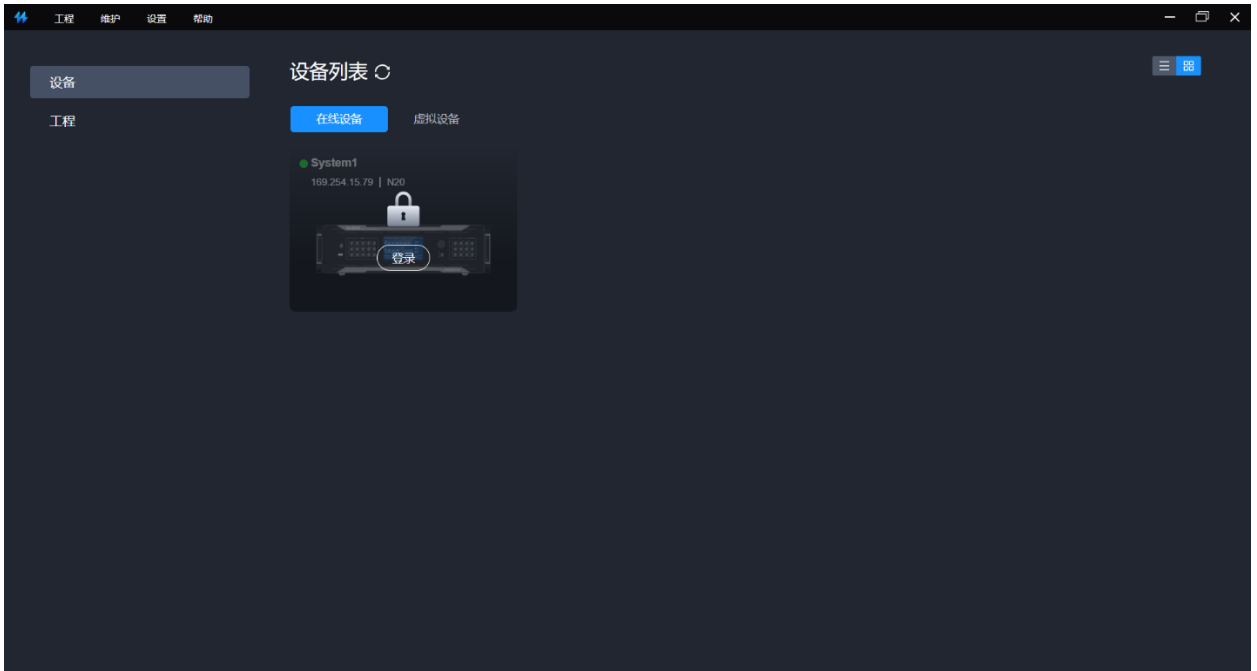 工程 维护 设置 帮助
设备
工程
设备列表
在线设备 虚拟设备
System1
169.254.15.79 | N20
登录